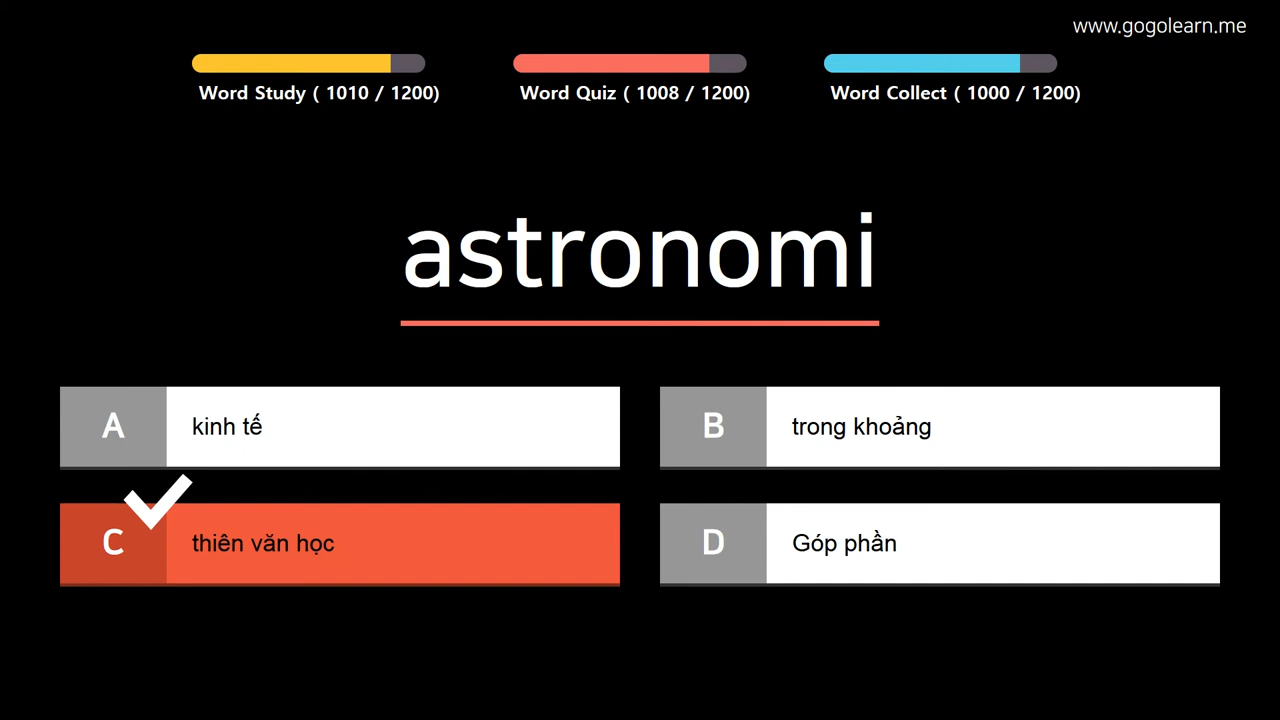 www.gogolearn.me
Word Study ( 1010 / 1200)
Word Quiz ( 1008 / 1200)
Word Collect ( 1000 / 1200)
astronomi
A kinh tế
B trong khoảng
C thiên văn học
D Góp phần